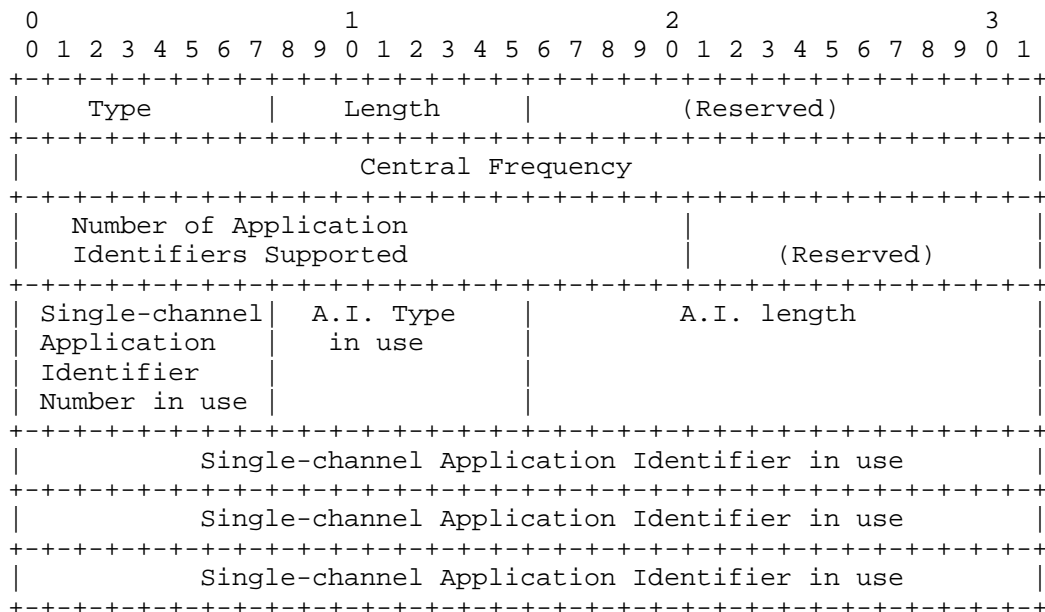 0                   1                   2                   3
 0 1 2 3 4 5 6 7 8 9 0 1 2 3 4 5 6 7 8 9 0 1 2 3 4 5 6 7 8 9 0 1
+-+-+-+-+-+-+-+-+-+-+-+-+-+-+-+-+-+-+-+-+-+-+-+-+-+-+-+-+-+-+-+-+
|    Type       |    Length     |         (Reserved)            |
+-+-+-+-+-+-+-+-+-+-+-+-+-+-+-+-+-+-+-+-+-+-+-+-+-+-+-+-+-+-+-+-+
|                     Central Frequency                         |
+-+-+-+-+-+-+-+-+-+-+-+-+-+-+-+-+-+-+-+-+-+-+-+-+-+-+-+-+-+-+-+-+
|   Number of Application                 |                     |
|   Identifiers Supported                 |     (Reserved)      |
+-+-+-+-+-+-+-+-+-+-+-+-+-+-+-+-+-+-+-+-+-+-+-+-+-+-+-+-+-+-+-+-+
| Single-channel|  A.I. Type    |         A.I. length           |
| Application   |   in use      |                               |
| Identifier    |               |                               |
| Number in use |               |                               |
+-+-+-+-+-+-+-+-+-+-+-+-+-+-+-+-+-+-+-+-+-+-+-+-+-+-+-+-+-+-+-+-+
|           Single-channel Application Identifier in use        |
+-+-+-+-+-+-+-+-+-+-+-+-+-+-+-+-+-+-+-+-+-+-+-+-+-+-+-+-+-+-+-+-+
|           Single-channel Application Identifier in use        |
+-+-+-+-+-+-+-+-+-+-+-+-+-+-+-+-+-+-+-+-+-+-+-+-+-+-+-+-+-+-+-+-+
|           Single-channel Application Identifier in use        |
+-+-+-+-+-+-+-+-+-+-+-+-+-+-+-+-+-+-+-+-+-+-+-+-+-+-+-+-+-+-+-+-+